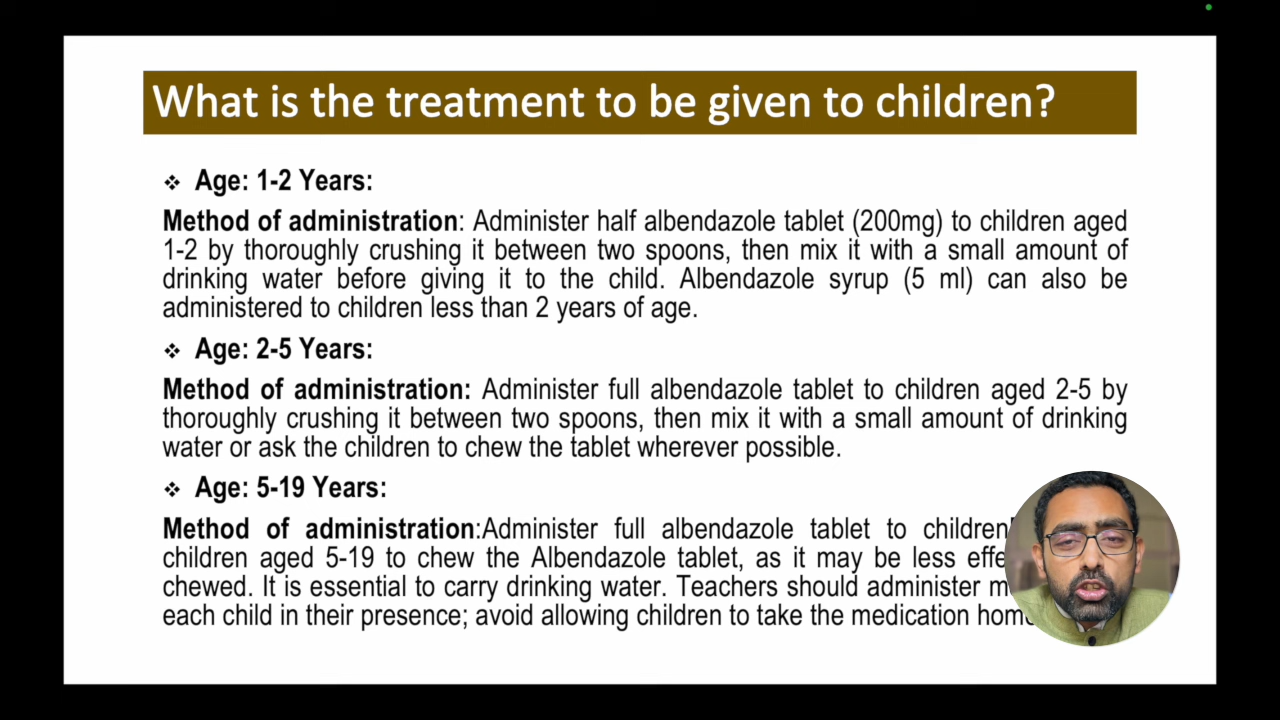 What is the treatment to be given to children?
❖ Age: 1-2 Years:
Method of administration: Administer half albendazole tablet (200mg) to children aged
1-2 by thoroughly crushing it between two spoons, then mix it with a small amount of
drinking water before giving it to the child. Albendazole syrup (5 ml) can also be
administered to children less than 2 years of age.
❖ Age: 2-5 Years:
Method of administration: Administer full albendazole tablet to children aged 2-5 by
thoroughly crushing it between two spoons, then mix it with a small amount of drinking
water or ask the children to chew the tablet wherever possible.
❖ Age: 5-19 Years:
Method of administration:Administer full albendazole tablet to children
children aged 5-19 to chew the Albendazole tablet, as it may be less
chewed. It is essential to carry drinking water. Teachers should administer
each child in their presence; avoid allowing children to take the medication